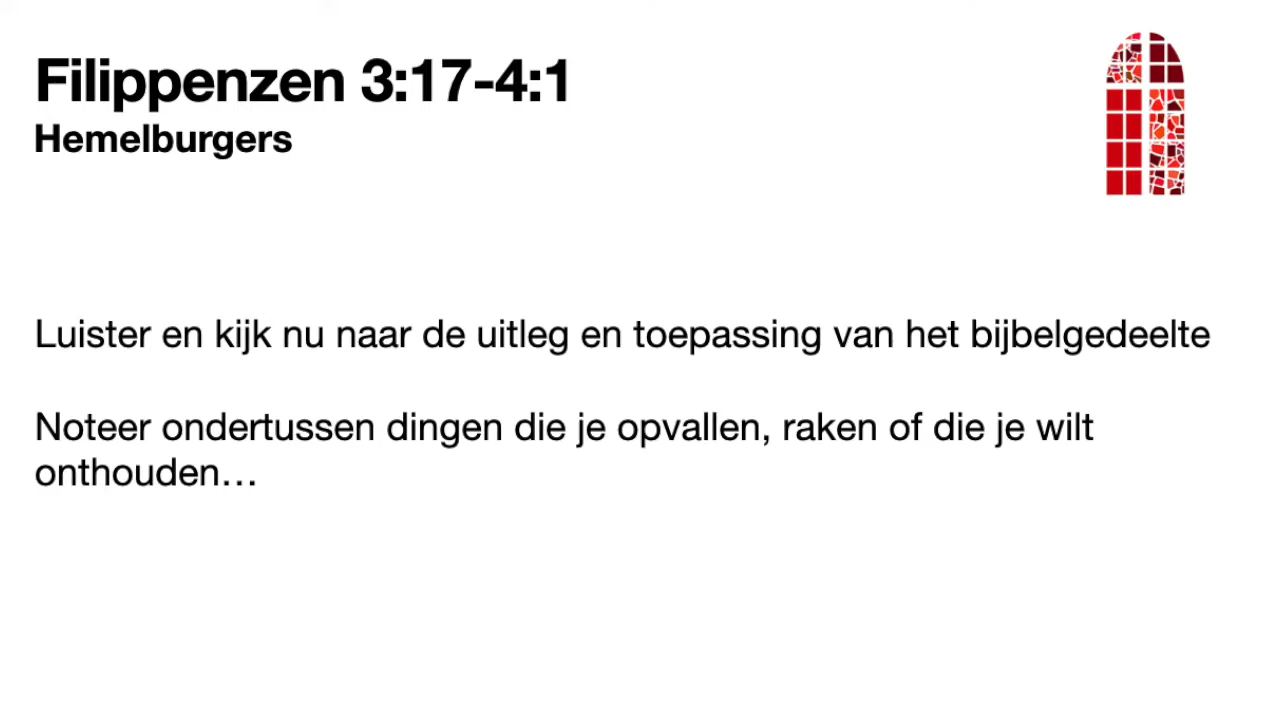 Filippenzen 3:17-4:1
Hemelburgers
Luister en kijk nu naar de uitleg en toepassing van het bijbelgedeelte
Noteer ondertussen dingen die je opvallen, raken of die je wilt
onthouden…